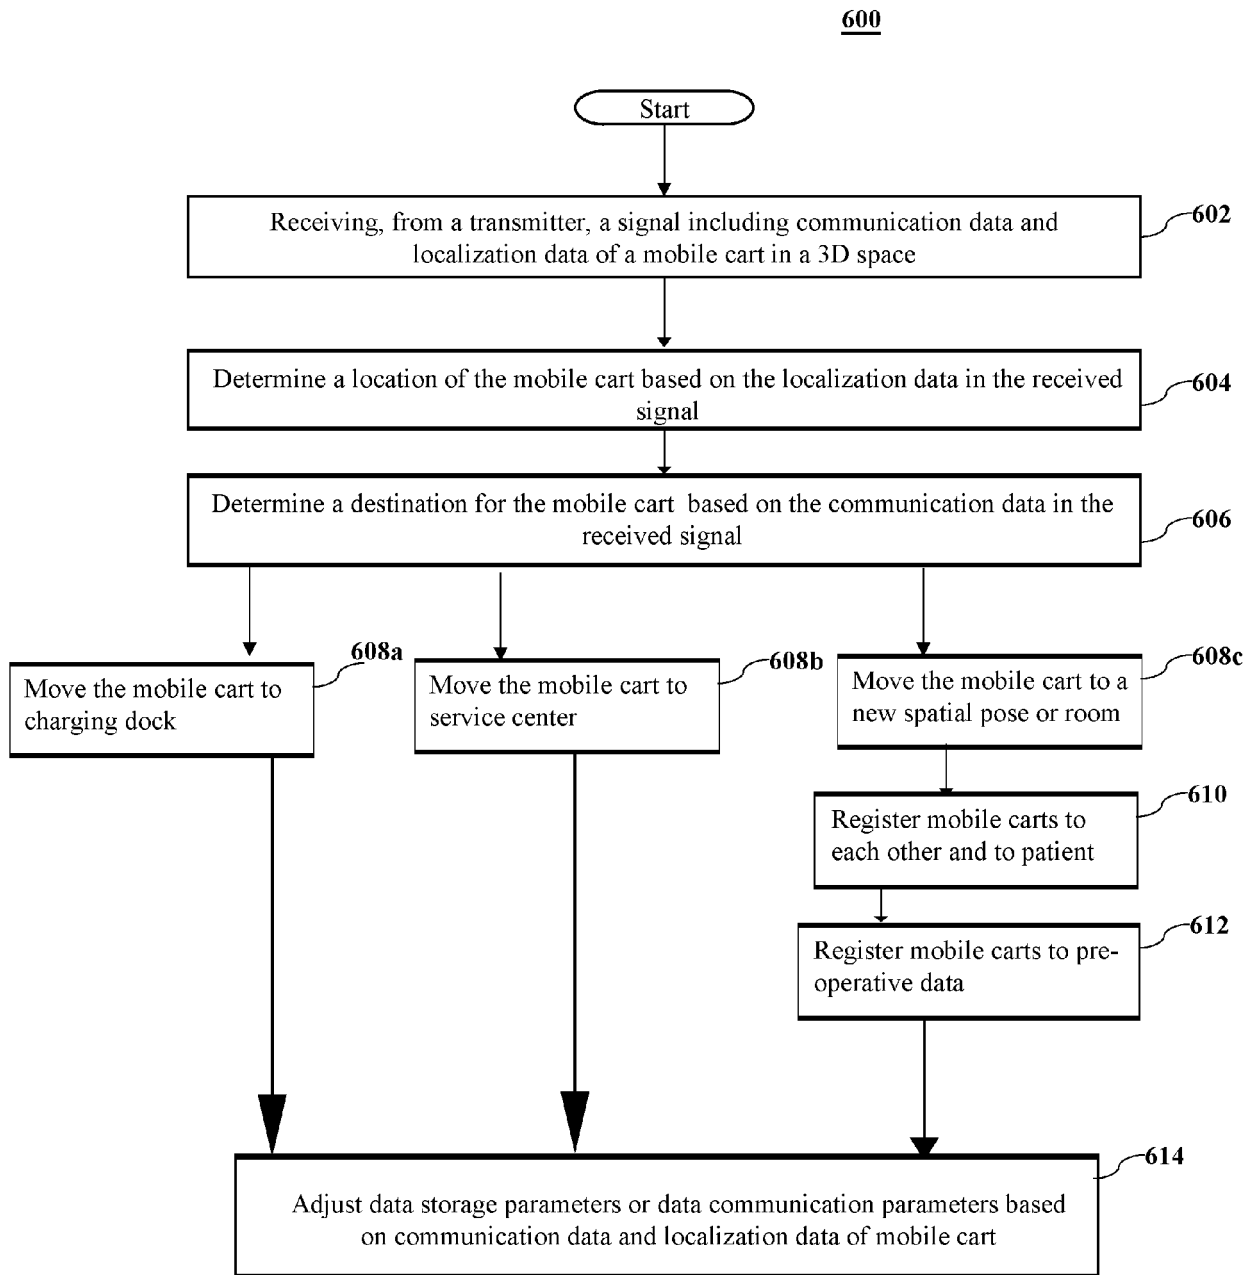 600
Start
Receiving, from a transmitter, a signal including communication data and
localization data of a mobile cart in a 3D space
602
Determine a location of the mobile cart based on the localization data in the received
signal
604
Determine a destination for the mobile cart based on the communication data in the
received signal
606
608a
Move the mobile cart to
charging dock
608b
Move the mobile cart to
service center
608c
Move the mobile cart to a
new spatial pose or room
610
Register mobile carts to
each other and to patient
612
Register mobile carts to pre-
operative data
614
Adjust data storage parameters or data communication parameters based
on communication data and localization data of mobile cart